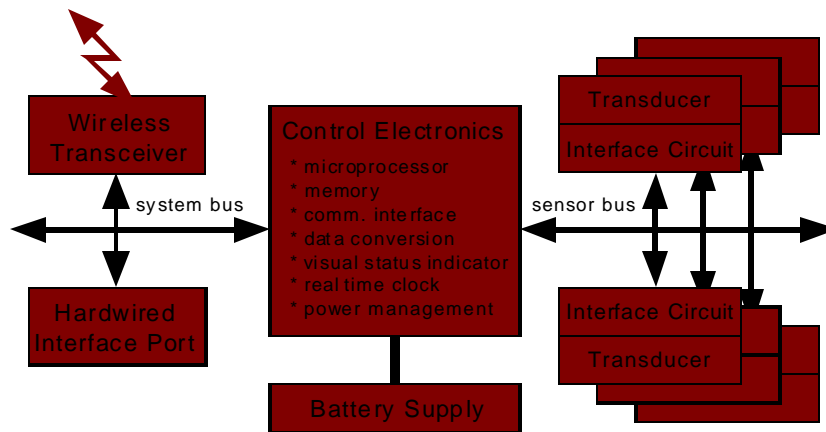 Wireless
Transceiver
system bus
Hardwired
Interface Port
Control Electronics
* microprocessor
* memory
* comm. interface
* data conversion
* visual status indicator
* real time clock
* power management
Battery Supply
sensor bus
Transducer
Interface Circuit
Interface Circuit
Transducer